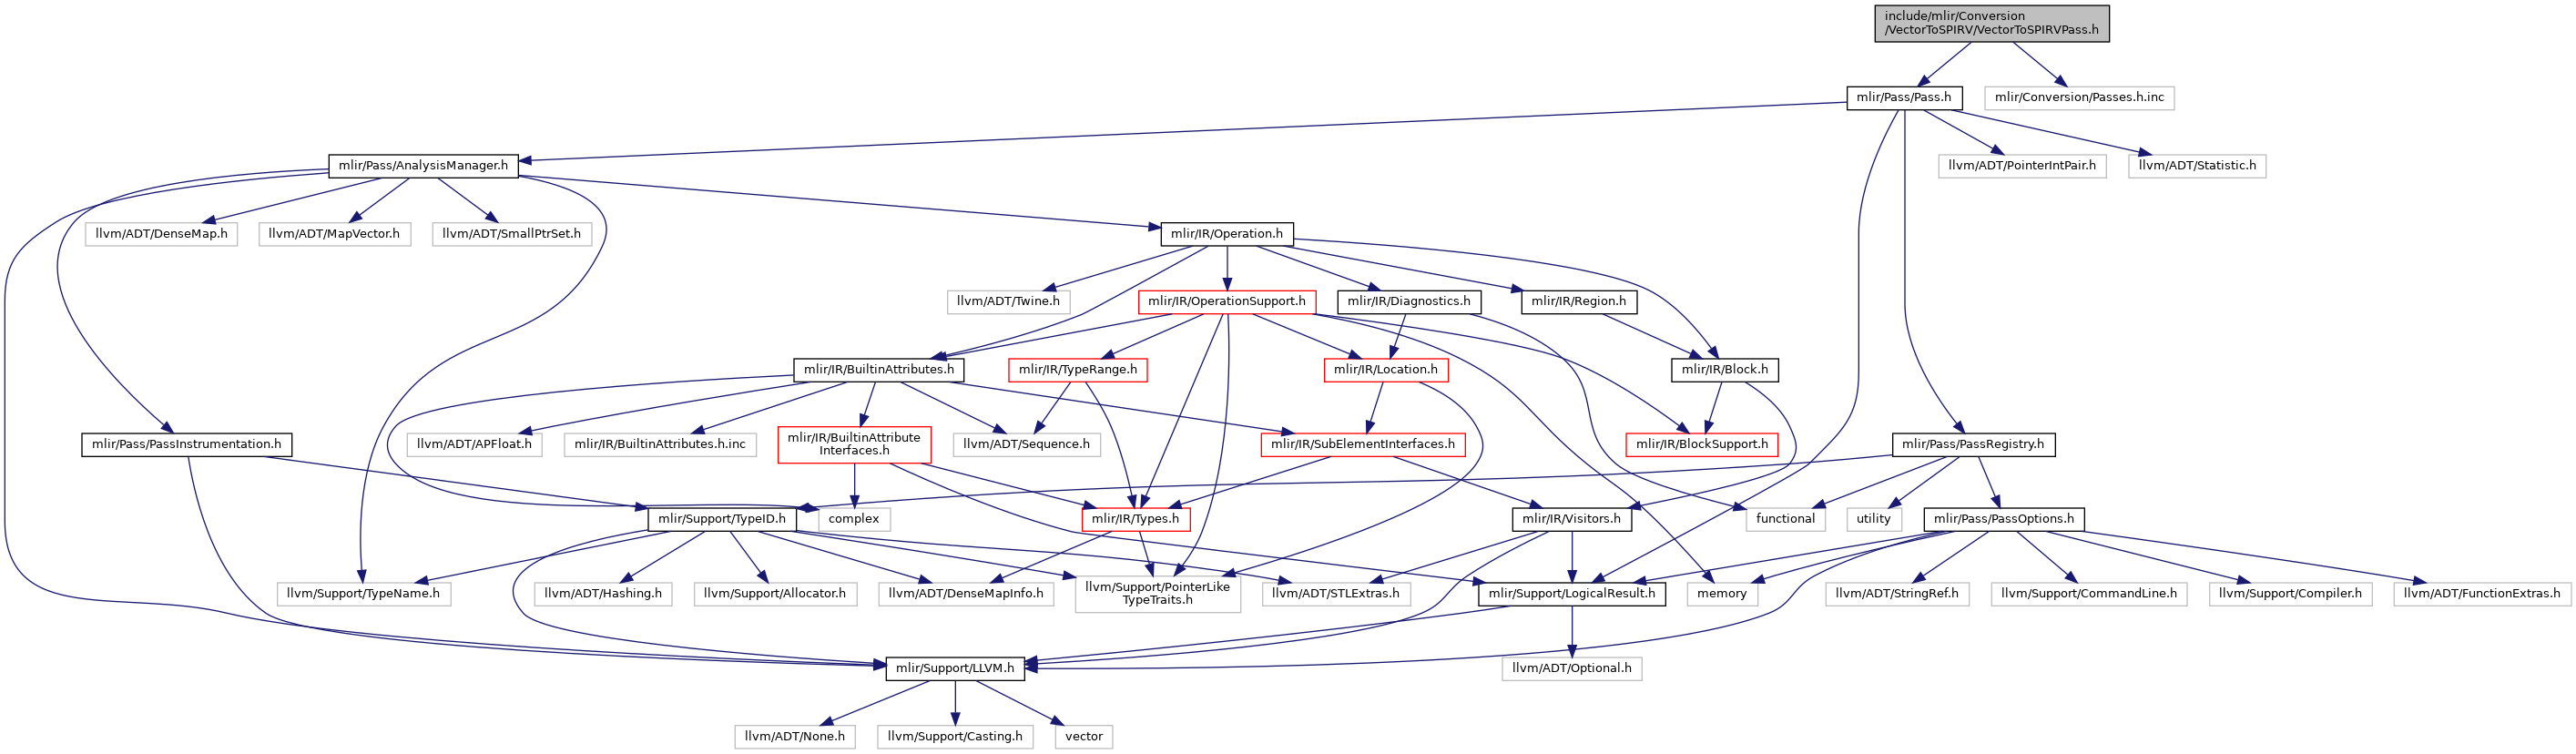 include/mlir/Conversion
/VectorToSPIRV/VectorToSPIRVPass.h
mlir/Pass/Pass.h
mlir/Conversion/Passes.h.inc
mlir/Pass/AnalysisManager.h
llvm/ADT/PointerIntPair.h
llvm/ADT/Statistic.h
llvm/ADT/DenseMap.h
llvm/ADT/MapVector.h
llvm/ADT/SmallPtrSet.h
mlir/IR/Operation.h
llvm/ADT/Twine.h
mlir/IR/OperationSupport.h
mlir/IR/Diagnostics.h
mlir/IR/Region.h
mlir/IR/BuiltinAttributes.h
mlir/IR/TypeRange.h
mlir/IR/Location.h
mlir/IR/Block.h
mlir/Pass/PassInstrumentation.h
llvm/ADT/APFloat.h
mlir/IR/BuiltinAttributes.h.inc
mlir/IR/BuiltinAttribute
Interfaces.h
llvm/ADT/Sequence.h
mlir/IR/SubElementInterfaces.h
mlir/IR/BlockSupport.h
mlir/Pass/PassRegistry.h
mlir/Support/TypeID.h
complex
mlir/IR/Types.h
mlir/IR/Visitors.h
functional
utility
mlir/Pass/PassOptions.h
llvm/Support/TypeName.h
llvm/ADT/Hashing.h
llvm/Support/Allocator.h
llvm/ADT/DenseMapInfo.h
llvm/Support/PointerLike
TypeTraits.h
llvm/ADT/STLExtras.h
mlir/Support/LogicalResult.h
memory
llvm/ADT/StringRef.h
llvm/Support/CommandLine.h
llvm/Support/Compiler.h
llvm/ADT/FunctionExtras.h
mlir/Support/LLVM.h
llvm/ADT/Optional.h
llvm/ADT/None.h
llvm/Support/Casting.h
vector